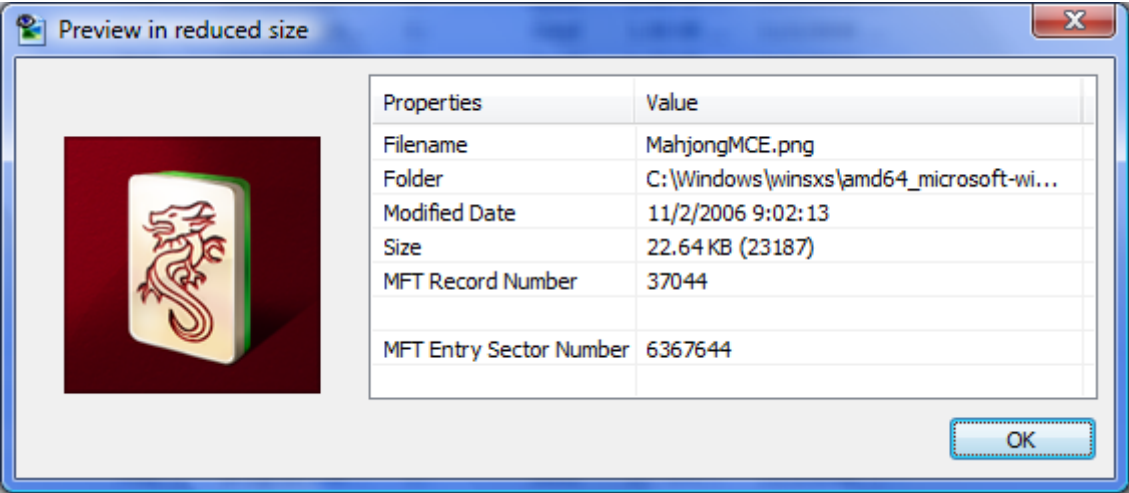 Preview in reduced size
Properties Value
Filename MahjongMCE.png
Folder C:\Windows\winsxs\amd64_microsoft-wi...
Modified Date 11/2/2006 9:02:13
Size 22.64 KB (23187)
MFT Record Number 37044
MFT Entry Sector Number 6367644
OK